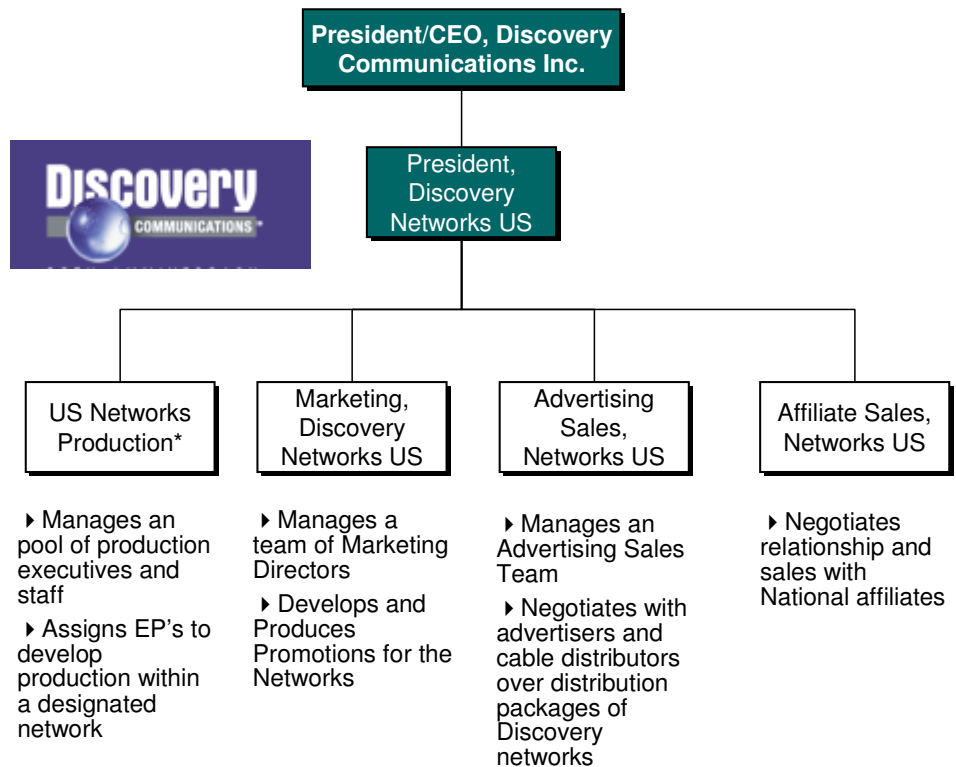 President/CEO, Discovery
Communications Inc.
President,
Discovery
Networks US
DISCOVERY
COMMUNICATIONS
US Networks
Production*
Marketing,
Discovery
Networks US
Advertising
Sales,
Networks US
Affiliate Sales,
Networks US
Manages an
pool of production
executives and
staff
Assigns EP's to
develop
production within
a designated
network
Manages a
team of Marketing
Directors
Develops and
Produces
Promotions for the
Networks
Manages an
Advertising Sales
Team
Negotiates with
advertisers and
cable distributors
over distribution
packages of
Discovery
networks
Negotiates
relationship and
sales with
National affiliates